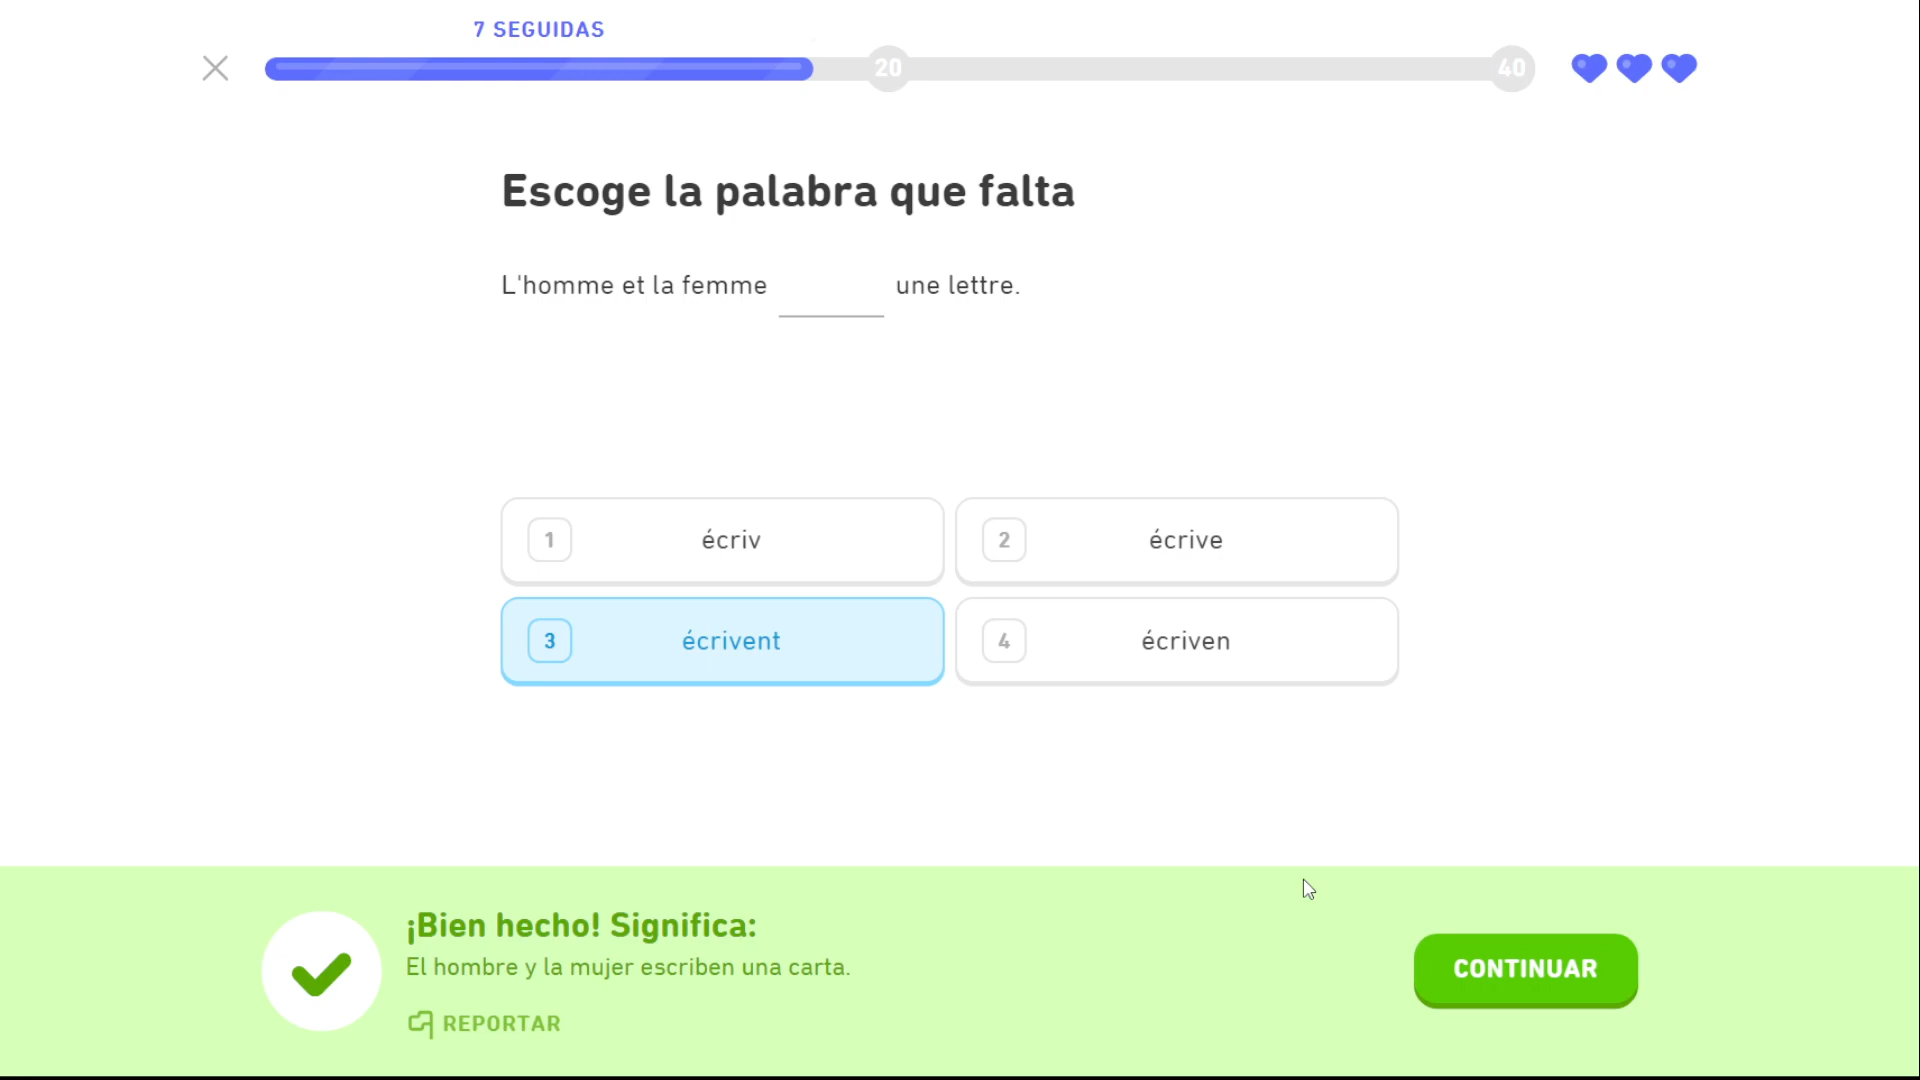 7 SEGUIDAS
20
40
Escoge la palabra que falta
L'homme et la femme ______ une lettre.
1 écriv
2 écrive
3 écrivent
4 écriven
¡Bien hecho! Significa:
El hombre y la mujer escriben una carta.
REPORTAR
CONTINUAR